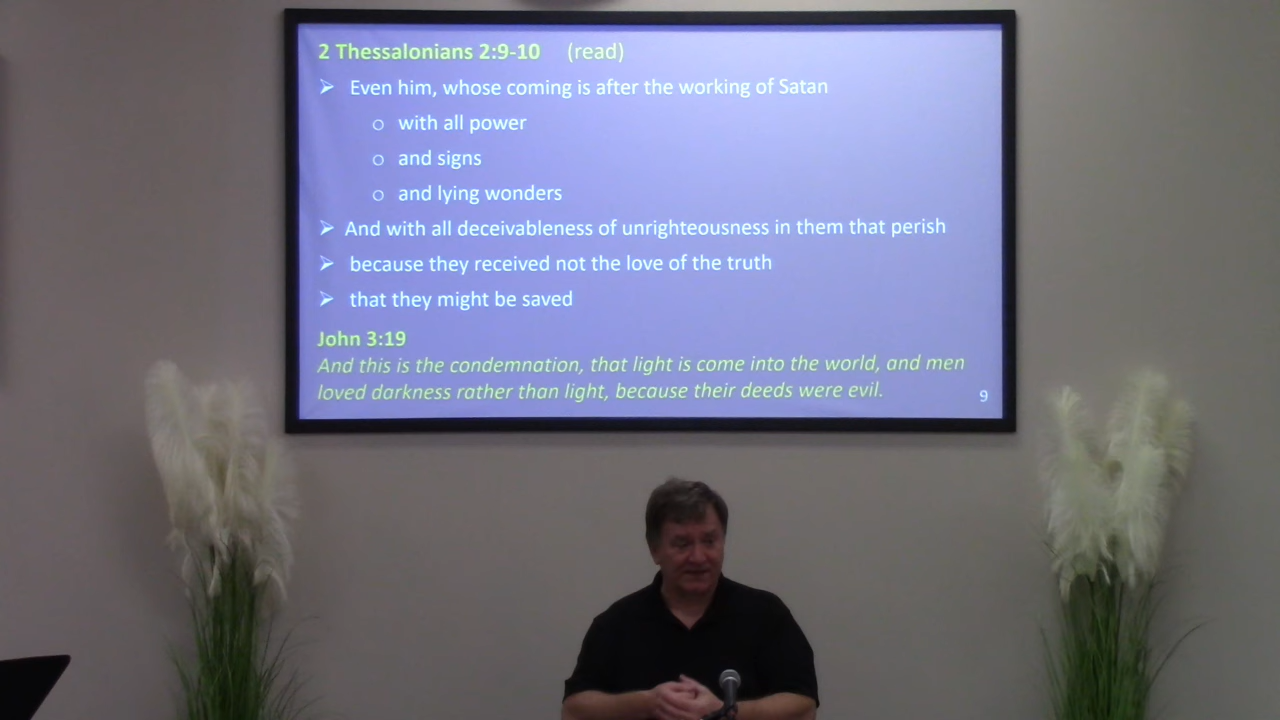 2 Thessalonians 2:9-10 (read)
➢ Even him, whose coming is after the working of Satan
o with all power
o and signs
o and lying wonders
➢ And with all deceivableness of unrighteousness in them that perish
➢ because they received not the love of the truth
➢ that they might be saved
John 3:19
And this is the condemnation, that light is come into the world, and men
loved darkness rather than light, because their deeds were evil.
9